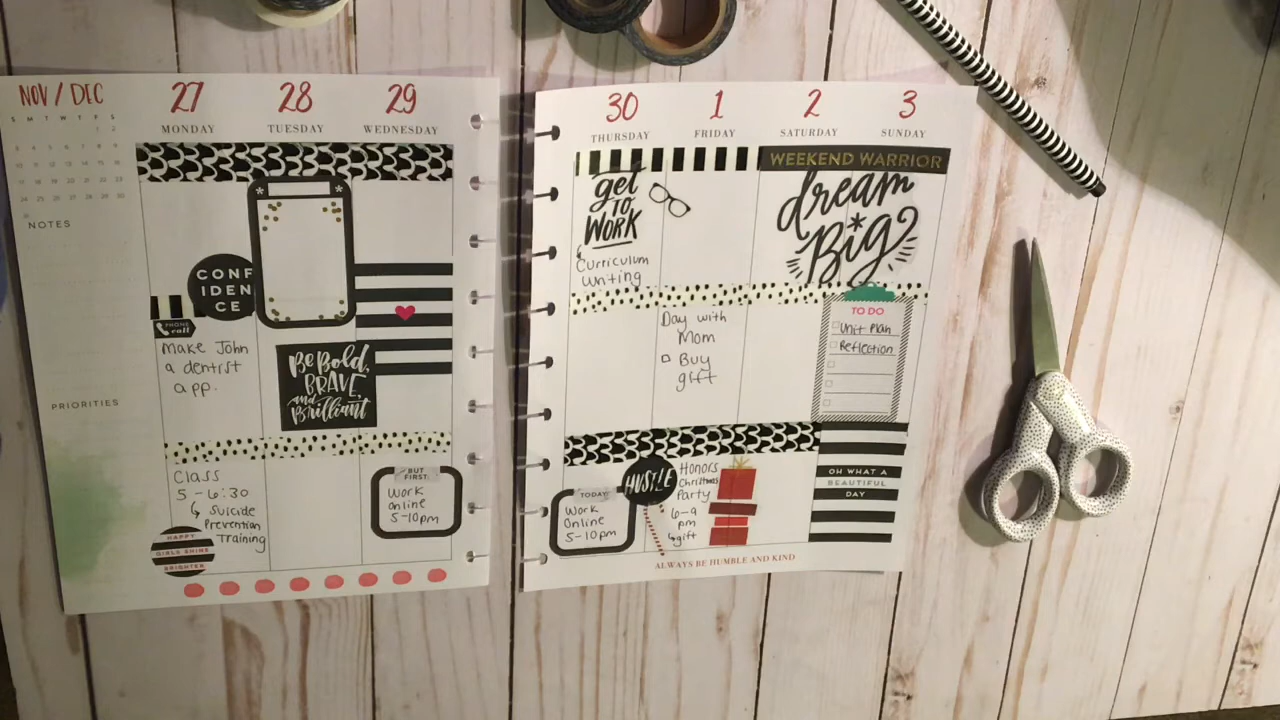 NOV / DEC
S M T W T F S
NOTES
PRIORITIES
27
MONDAY
28
TUESDAY
29
WEDNESDAY
CONF
IDEN
CE
PHONE
call
Make John
a dentist
app.
Be Bold,
BRAVE,
and
Brilliant
Class
5-6:30
↳ Suicide
Prevention
Training
HAPPY
GIRLS SHINE
BRIGHTER
BUT
FIRST:
Work
Online
5-10pm
30
THURSDAY
1
FRIDAY
2
SATURDAY
3
SUNDAY
get
TO
WORK
Curriculum
Writing
WEEKEND WARRIOR
dream
Big
Day with
Mom
Buy
gift
TO DO
Unit Plan
Reflection
TODAY
Work
Online
5-10pm
HUSTLE
Honors
Christmas
Party
6-9
pm
↳gift
OH WHAT A
BEAUTIFUL
DAY
ALWAYS BE HUMBLE AND KIND